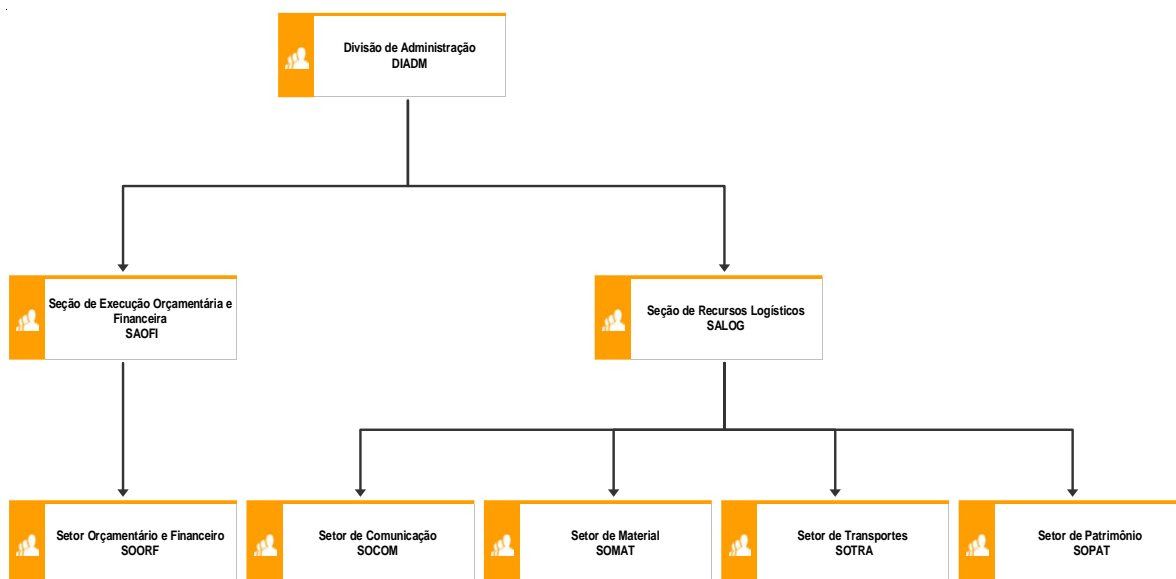 Divisão de Administração
DIADM
Seção de Execução Orçamentária e
Financeira
SAOFI
Seção de Recursos Logísticos
SALOG
Setor Orçamentário e Financeiro
SOORF
Setor de Comunicação
SOCOM
Setor de Material
SOMAT
Setor de Transportes
SOTRA
Setor de Patrimônio
SOPAT